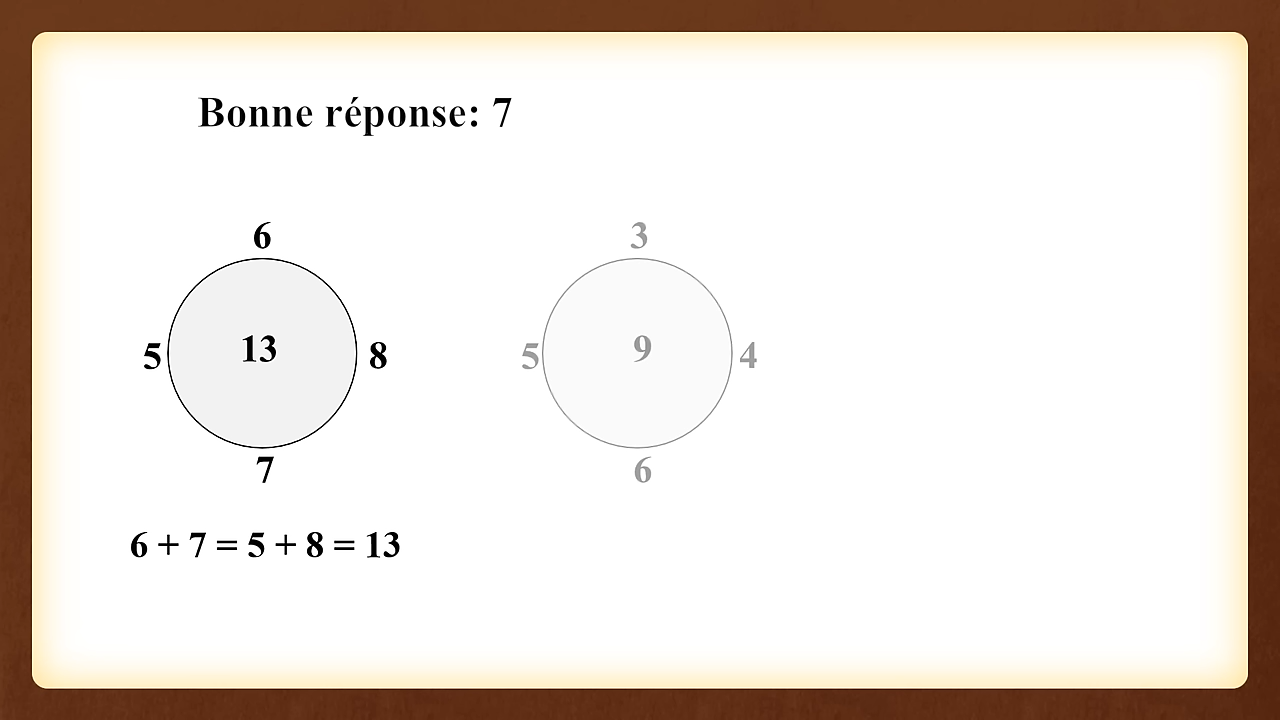 Bonne réponse: 7
6 3
5 13 8 5 9 4
7 6
6 + 7 = 5 + 8 = 13